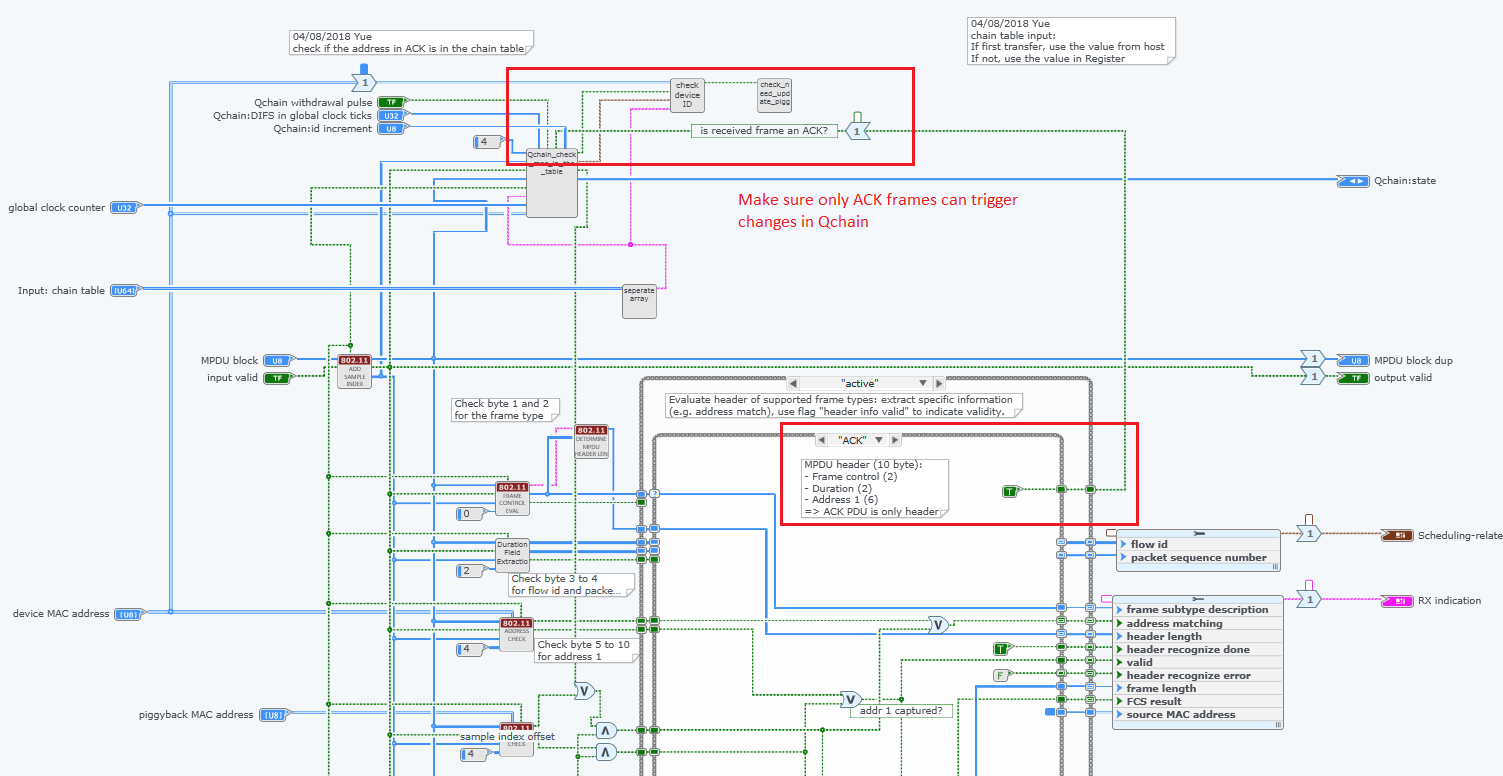 04/08/2018 Yue
check if the address in ACK is in the chain table
04/08/2018 Yue
chain table input:
If first transfer, use the value from host
If not, use the value in Register
1
Qchain withdrawal pulse
TF
Qchain:DIFS in global clock ticks
U32
Qchain:id increment
U8
4
check
device
ID
check_n
eed_upd
ate_pigg
is received frame an ACK?
1
Qchain_check
_table
Qchain:state
global clock counter
U32
Make sure only ACK frames can trigger
changes in Qchain
Input: chain table
[U64]
seperate
array
MPDU block
U8
input valid
TF
802.11
ADD
SAMPLE
INDEX
1
U8
MPDU block dup
1
TF
output valid
"active"
Evaluate header of supported frame types: extract specific information
(e.g. address match), use flag "header info valid" to indicate validity.
Check byte 1 and 2
for the frame type
802.11
DETERMINE
MPDU
HEADER LEN
"ACK"
MPDU header (10 byte):
- Frame control (2)
- Duration (2)
- Address 1 (6)
=> ACK PDU is only header
T
802.11
FRAME
CONTROL
EVAL
0
?
Duration
Field
Extractio
2
Check byte 3 to 4
for flow id and packe...
flow id
packet sequence number
1
Scheduling-relate
device MAC address
[U8]
802.11
ADDRESS
CHECK
4
Check byte 5 to 10
for address 1
V
T
F
frame subtype description
address matching
header length
header recognize done
valid
header recognize error
frame length
FCS result
source MAC address
1
RX indication
V
V
addr 1 captured?
piggyback MAC address
[U8]
802.11
CHECK
sample index offset
4
Λ
Λ